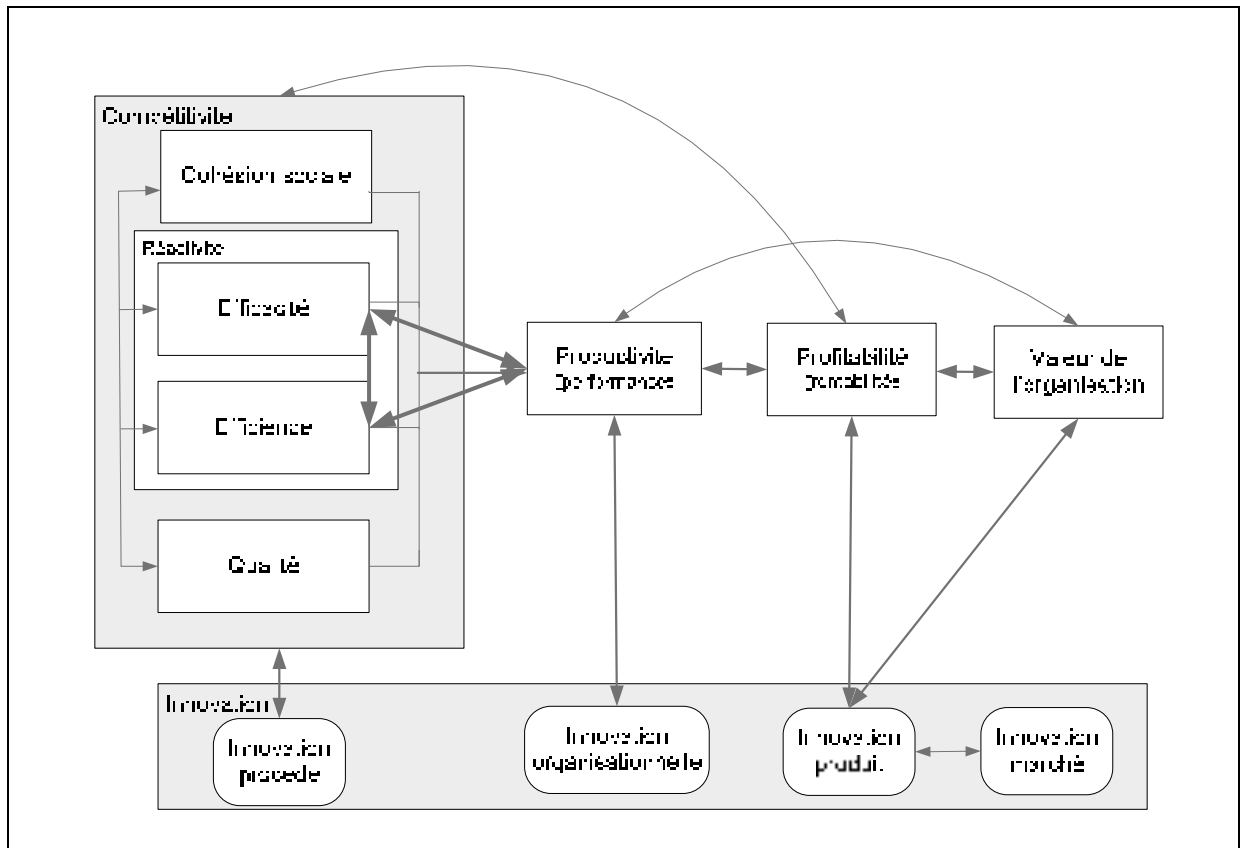 Compétitivité
Cohésion sociale
Réactivité
Efficacité
Efficience
Qualité
Productivité
(performance)
Profitabilité
(rentabilité)
Valeur de
l'organisation
Innovation
Innovation
procédé
Innovation
organisationnelle
Innovation
produit
Innovation
marché